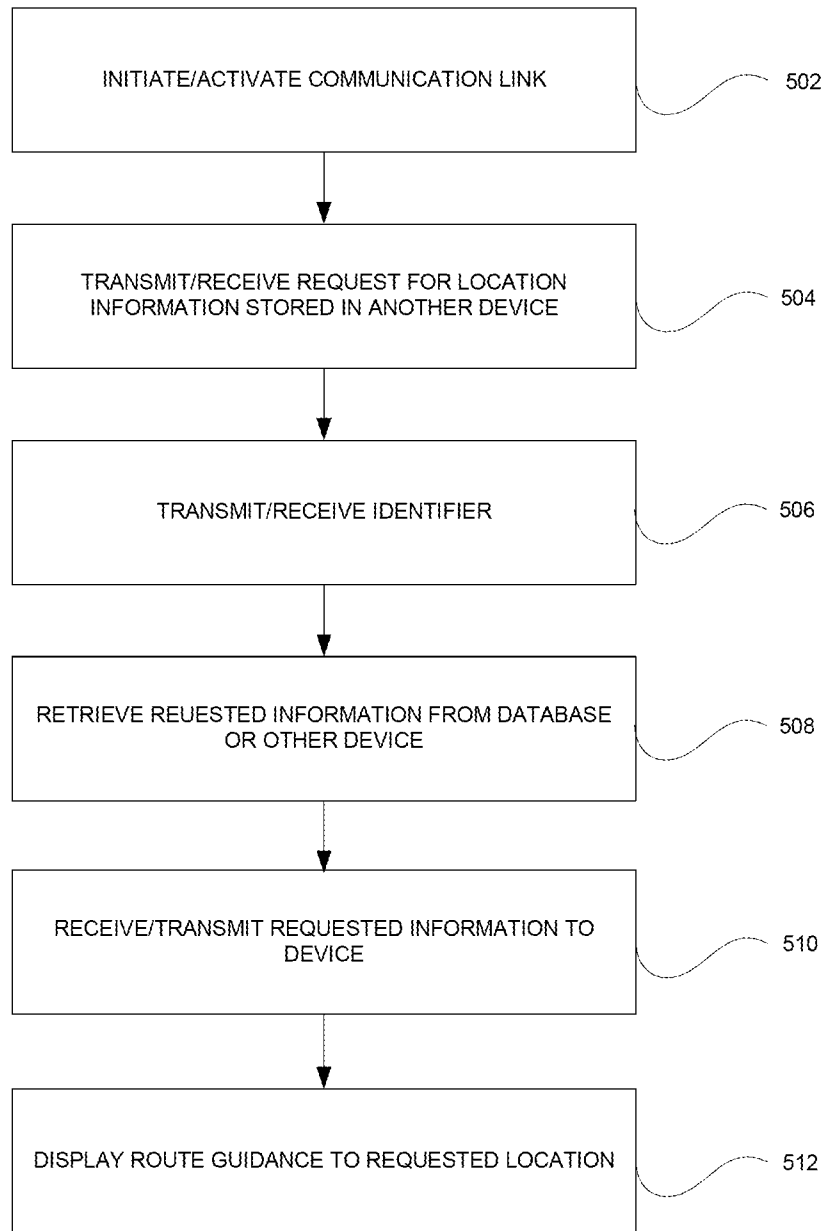 INITIATE/ACTIVATE COMMUNICATION LINK
502
TRANSMIT/RECEIVE REQUEST FOR LOCATION
INFORMATION STORED IN ANOTHER DEVICE
504
TRANSMIT/RECEIVE IDENTIFIER
506
RETRIEVE REUESTED INFORMATION FROM DATABASE
OR OTHER DEVICE
508
RECEIVE/TRANSMIT REQUESTED INFORMATION TO
DEVICE
510
DISPLAY ROUTE GUIDANCE TO REQUESTED LOCATION
512